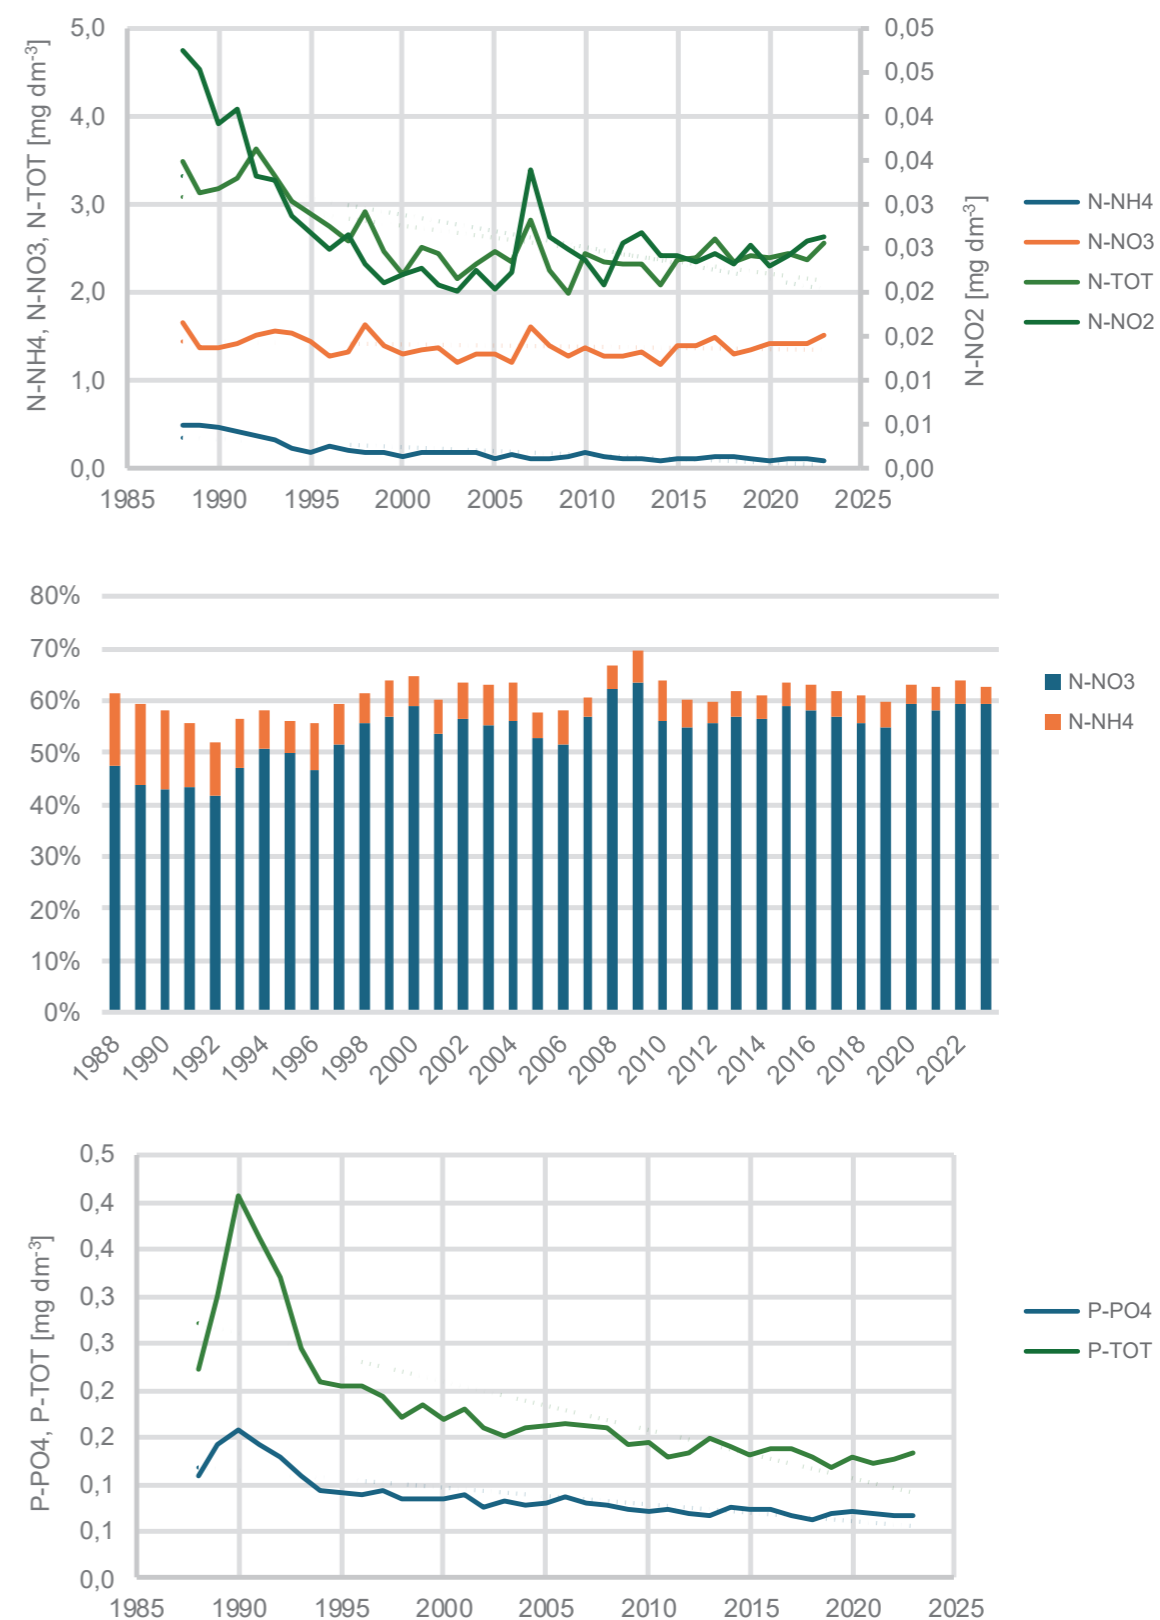 5,0
4,0
3,0
2,0
1,0
0,0
N-NH4, N-NO3, N-TOT [mg dm-3]
0,05
0,05
0,04
0,04
0,03
0,03
0,02
0,02
0,01
0,01
0,00
N-NO2 [mg dm-3]
1985 1990 1995 2000 2005 2010 2015 2020 2025
N-NH4
N-NO3
N-TOT
N-NO2
80%
70%
60%
50%
40%
30%
20%
10%
0%
1988 1990 1992 1994 1996 1998 2000 2002 2004 2006 2008 2010 2012 2014 2016 2018 2020 2022
N-NO3
N-NH4
0,5
0,4
0,4
0,3
0,3
0,2
0,2
0,1
0,1
0,0
P-PO4, P-TOT [mg dm-3]
1985 1990 1995 2000 2005 2010 2015 2020 2025
P-PO4
P-TOT